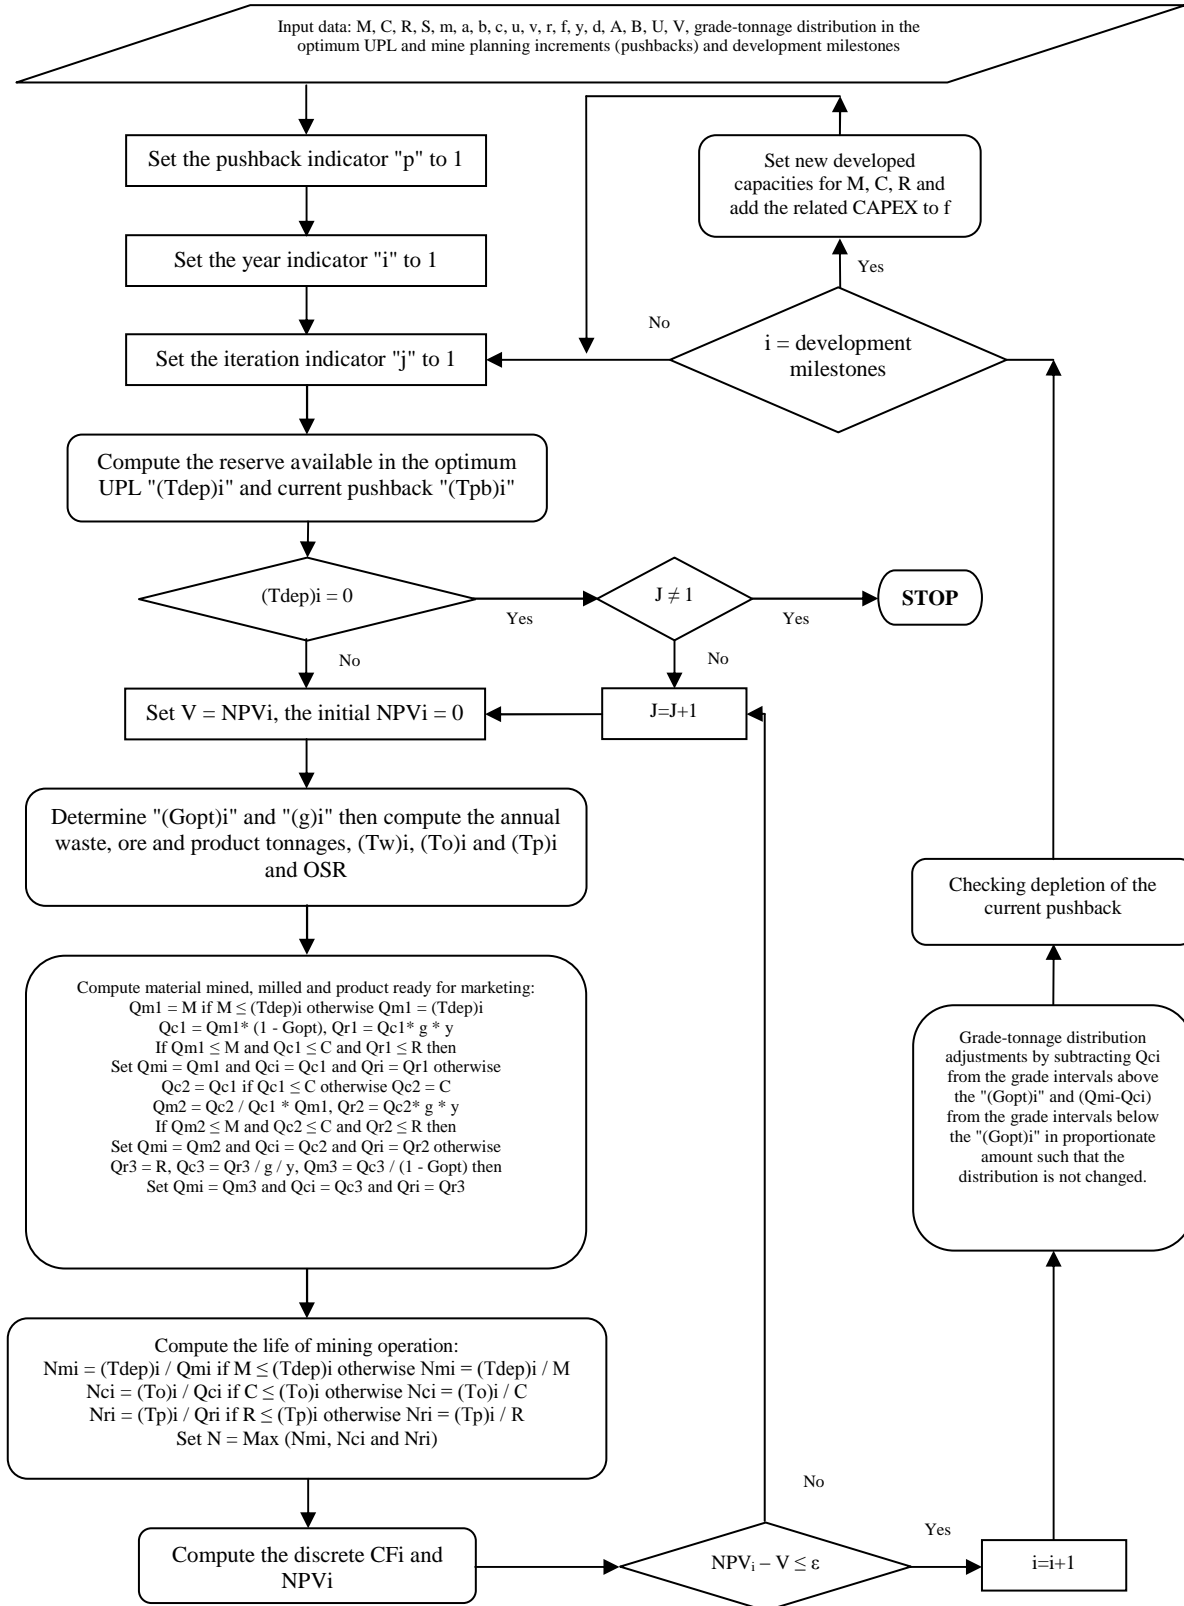 Input data: M, C, R, S, m, a, b, c, u, v, r, f, y, d, A, B, U, V, grade-tonnage distribution in the
optimum UPL and mine planning increments (pushbacks) and development milestones
Set the pushback indicator "p" to 1
Set the year indicator "i" to 1
Set the iteration indicator "j" to 1
Compute the reserve available in the optimum
UPL "(Tdep)i" and current pushback "(Tpb)i"
(Tdep)i = 0
Yes
No
J ≠ 1
Yes
No
STOP
J=J+1
Set V = NPVi, the initial NPVi = 0
Determine "(Gopt)i" and "(g)i" then compute the annual
waste, ore and product tonnages, (Tw)i, (To)i and (Tp)i
and OSR
Compute material mined, milled and product ready for marketing:
Qm1 = M if M ≤ (Tdep)i otherwise Qm1 = (Tdep)i
Qc1 = Qm1* (1 - Gopt), Qr1 = Qc1* g * y
If Qm1 ≤ M and Qc1 ≤ C and Qr1 ≤ R then
Set Qmi = Qm1 and Qci = Qc1 and Qri = Qr1 otherwise
Qc2 = Qc1 if Qc1 ≤ C otherwise Qc2 = C
Qm2 = Qc2 / Qc1 * Qm1, Qr2 = Qc2* g * y
If Qm2 ≤ M and Qc2 ≤ C and Qr2 ≤ R then
Set Qmi = Qm2 and Qci = Qc2 and Qri = Qr2 otherwise
Qr3 = R, Qc3 = Qr3 / g / y, Qm3 = Qc3 / (1 - Gopt) then
Set Qmi = Qm3 and Qci = Qc3 and Qri = Qr3
Compute the life of mining operation:
Nmi = (Tdep)i / Qmi if M ≤ (Tdep)i otherwise Nmi = (Tdep)i / M
Nci = (To)i / Qci if C ≤ (To)i otherwise Nci = (To)i / C
Nri = (Tp)i / Qri if R ≤ (Tp)i otherwise Nri = (Tp)i / R
Set N = Max (Nmi, Nci and Nri)
Compute the discrete CFi and
NPVi
NPVi – V ≤ ε
No
Yes
i=i+1
Grade-tonnage distribution
adjustments by subtracting Qci
from the grade intervals above
the "(Gopt)i" and (Qmi-Qci)
from the grade intervals below
the "(Gopt)i" in proportionate
amount such that the
distribution is not changed.
Checking depletion of the
current pushback
i = development
milestones
No
Yes
Set new developed
capacities for M, C, R and
add the related CAPEX to f